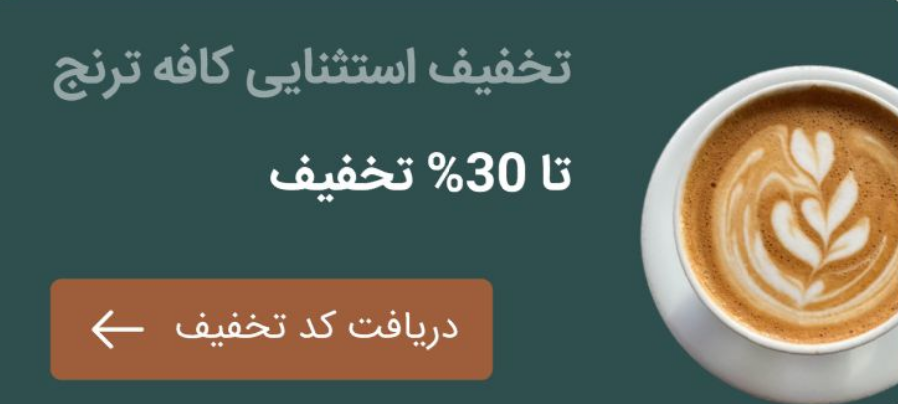 تخفیف استثنایی کافه ترنج
تا 30% تخفیف
دریافت کد تخفیف